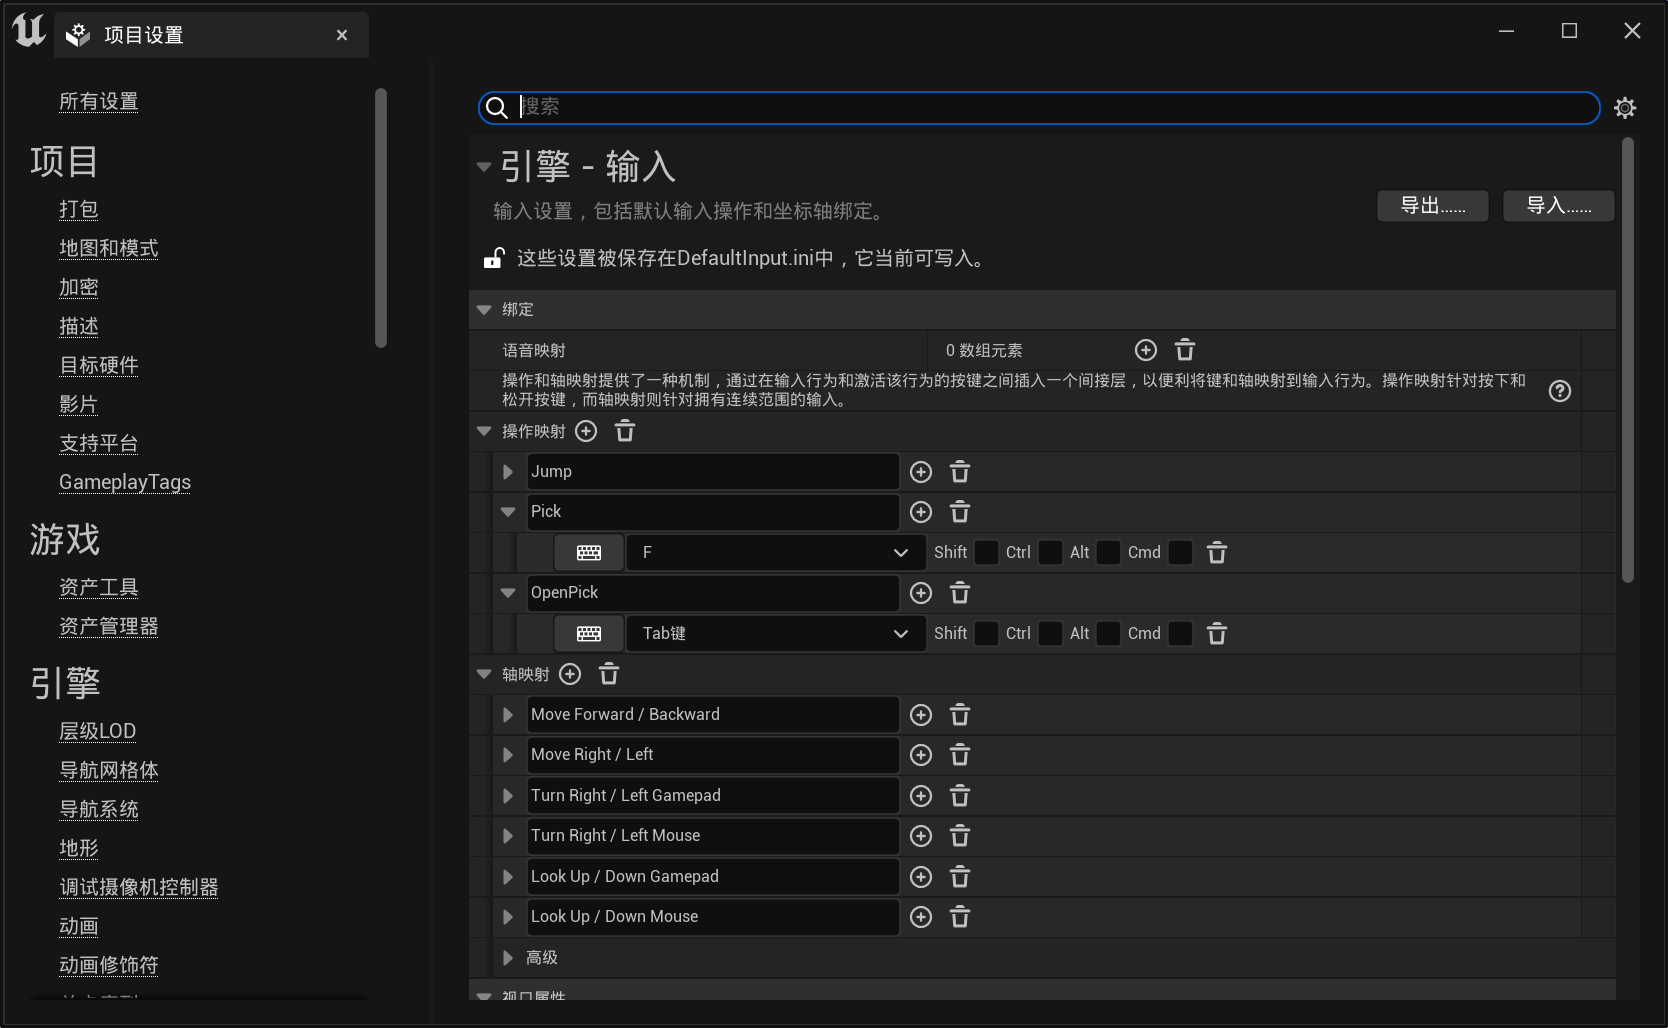 项目设置
所有设置
项目
打包
地图和模式
加密
描述
目标硬件
影片
支持平台
GameplayTags
游戏
资产工具
资产管理器
引擎
层级LOD
导航网格体
导航系统
地形
调试摄像机控制器
动画
动画修饰符
搜索
引擎 - 输入
输入设置，包括默认输入操作和坐标轴绑定。
导出......
导入......
这些设置被保存在DefaultInput.ini中，它当前可写入。
绑定
语音映射
0 数组元素
操作和轴映射提供了一种机制，通过在输入行为和激活该行为的按键之间插入一个间接层，以便利将键和轴映射到输入行为。操作映射针对按下和
松开按键，而轴映射则针对拥有连续范围的输入。
操作映射
Jump
Pick
F Shift Ctrl Alt Cmd
OpenPick
Tab键 Shift Ctrl Alt Cmd
轴映射
Move Forward / Backward
Move Right / Left
Turn Right / Left Gamepad
Turn Right / Left Mouse
Look Up / Down Gamepad
Look Up / Down Mouse
高级
视口属性